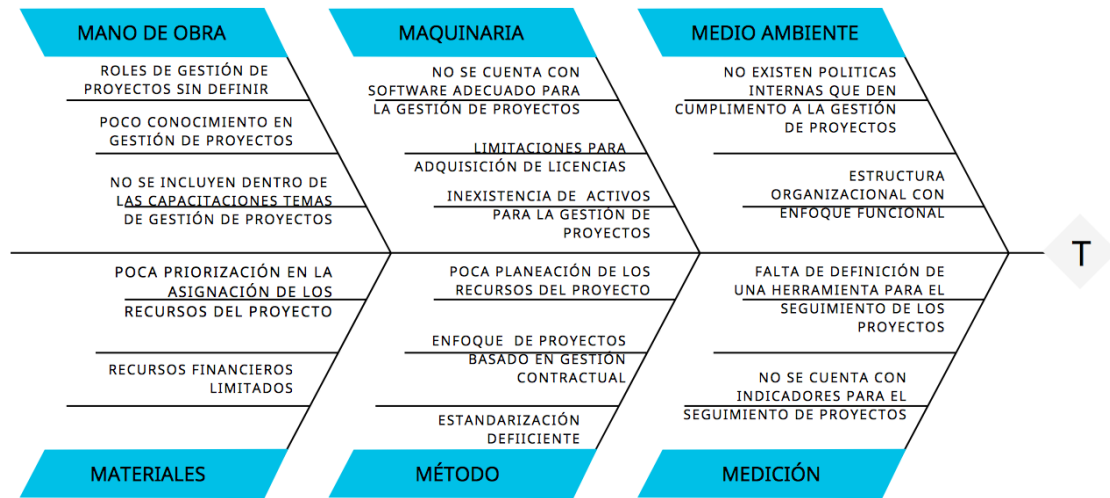 MANO DE OBRA
MAQUINARIA
MEDIO AMBIENTE
ROLES DE GESTIÓN DE
PROYECTOS SIN DEFINIR
POCO CONOCIMIENTO EN
GESTIÓN DE PROYECTOS
NO SE INCLUYEN DENTRO DE
LAS CAPACITACIONES TEMAS
DE GESTIÓN DE PROYECTOS
NO SE CUENTA CON
SOFTWARE ADECUADO PARA
LA GESTIÓN DE PROYECTOS
LIMITACIONES PARA
ADQUISICIÓN DE LICENCIAS
INEXISTENCIA DE ACTIVOS
PARA LA GESTIÓN DE
PROYECTOS
NO EXISTEN POLITICAS
INTERNAS QUE DEN
CUMPLIMENTO A LA GESTIÓN
DE PROYECTOS
ESTRUCTURA
ORGANIZACIONAL CON
ENFOQUE FUNCIONAL
T
POCA PRIORIZACIÓN EN LA
ASIGNACIÓN DE LOS
RECURSOS DEL PROYECTO
RECURSOS FINANCIEROS
LIMITADOS
POCA PLANEACIÓN DE LOS
RECURSOS DEL PROYECTO
ENFOQUE DE PROYECTOS
BASADO EN GESTIÓN
CONTRACTUAL
ESTANDARIZACIÓN
DEFIICIENTE
FALTA DE DEFINICIÓN DE
UNA HERRAMIENTA PARA EL
SEGUIMIENTO DE LOS
PROYECTOS
NO SE CUENTA CON
INDICADORES PARA EL
SEGUIMIENTO DE PROYECTOS
MATERIALES
MÉTODO
MEDICIÓN